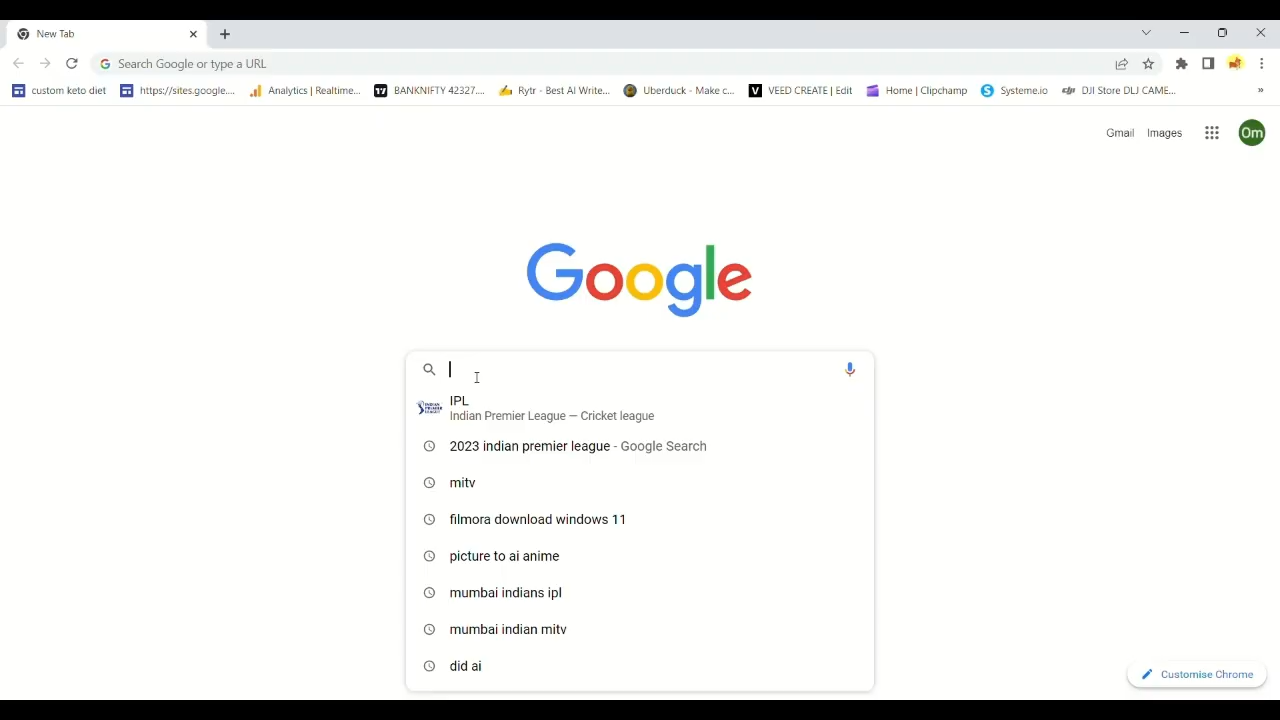 New Tab
Search Google or type a URL
custom keto diet
https://sites.google....
Analytics | Realtime...
BANKNIFTY 42327....
Rytr - Best AI Write...
Uberduck - Make c...
VEED CREATE | Edit
Home | Clipchamp
Systeme.io
DJI Store DLJ CAME...
Gmail
Images
Om
Google
IPL
Indian Premier League — Cricket league
2023 indian premier league - Google Search
mitv
filmora download windows 11
picture to ai anime
mumbai indians ipl
mumbai indian mitv
did ai
Customise Chrome